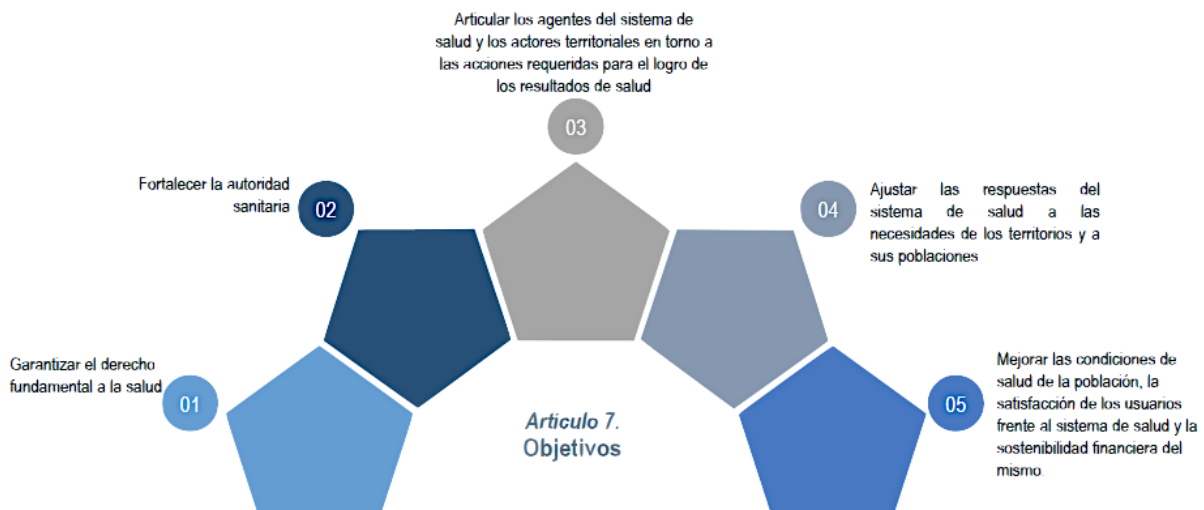 Articular los agentes del sistema de
salud y los actores territoriales en torno a
las acciones requeridas para el logro de
los resultados de salud
03
Fortalecer la autoridad
sanitaria
02
04
Ajustar las respuestas del
sistema de salud a las
necesidades de los territorios y a
sus poblaciones
Garantizar el derecho
fundamental a la salud
01
Artículo 7.
Objetivos
05
Mejorar las condiciones de
salud de la población, la
satisfacción de los usuarios
frente al sistema de salud y la
sostenibilidad financiera del
mismo